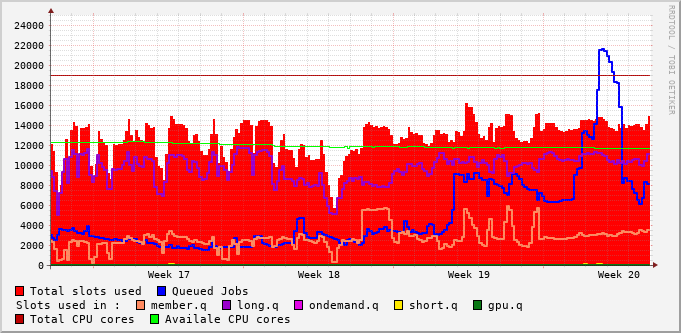 RRDTOOL / TOBI OETIKER
24000
22000
20000
18000
16000
14000
12000
10000
8000
6000
4000
2000
0
Week 17 Week 18 Week 19 Week 20
Total slots used Queued Jobs
Slots used in : member.q long.q ondemand.q short.q gpu.q
Total CPU cores Availale CPU cores